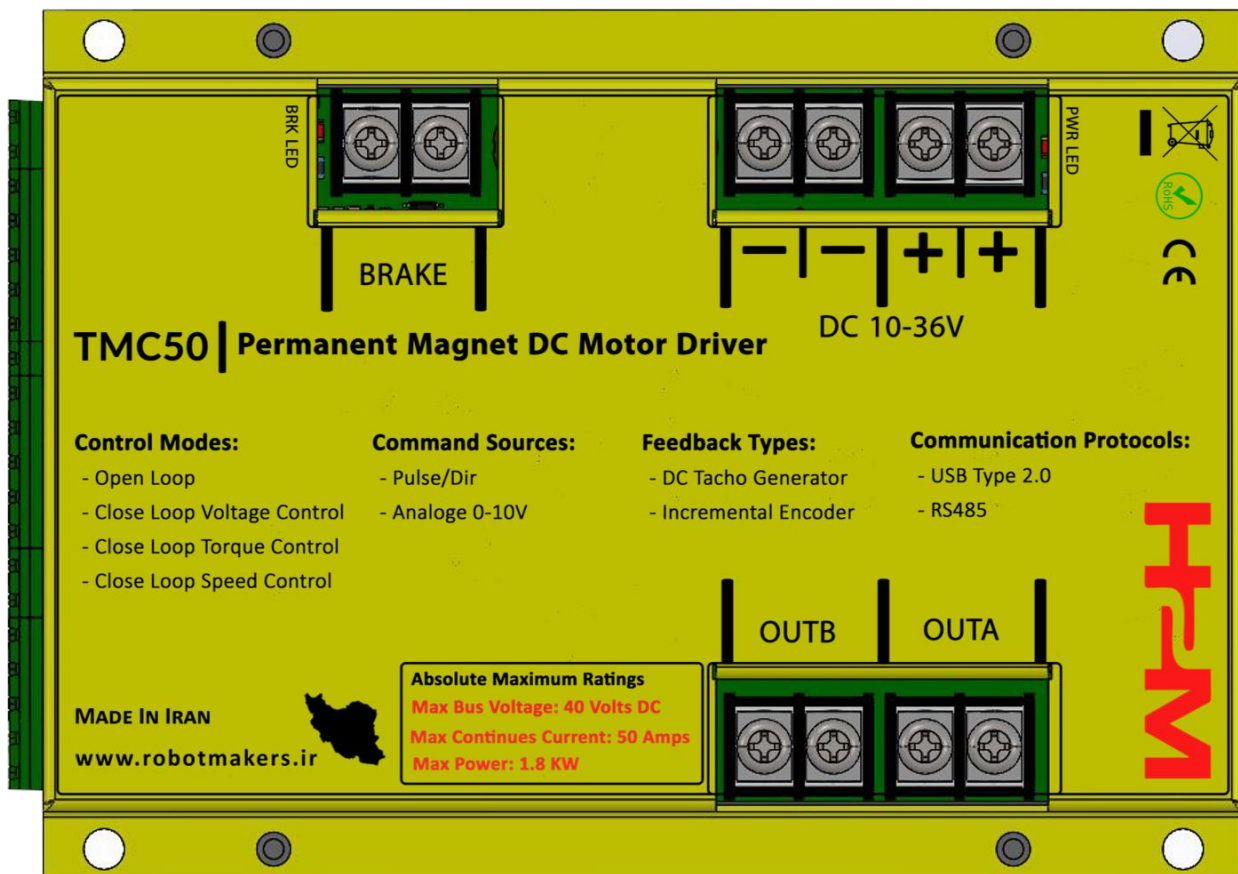 BRK LED
PWR LED
RoHS
CE
BRAKE
− − + +
DC 10-36V
TMC50 | Permanent Magnet DC Motor Driver
Control Modes:
- Open Loop
- Close Loop Voltage Control
- Close Loop Torque Control
- Close Loop Speed Control
Command Sources:
- Pulse/Dir
- Analoge 0-10V
Feedback Types:
- DC Tacho Generator
- Incremental Encoder
Communication Protocols:
- USB Type 2.0
- RS485
OUTB
OUTA
Absolute Maximum Ratings
Max Bus Voltage: 40 Volts DC
Max Continues Current: 50 Amps
Max Power: 1.8 KW
MADE IN IRAN
www.robotmakers.ir